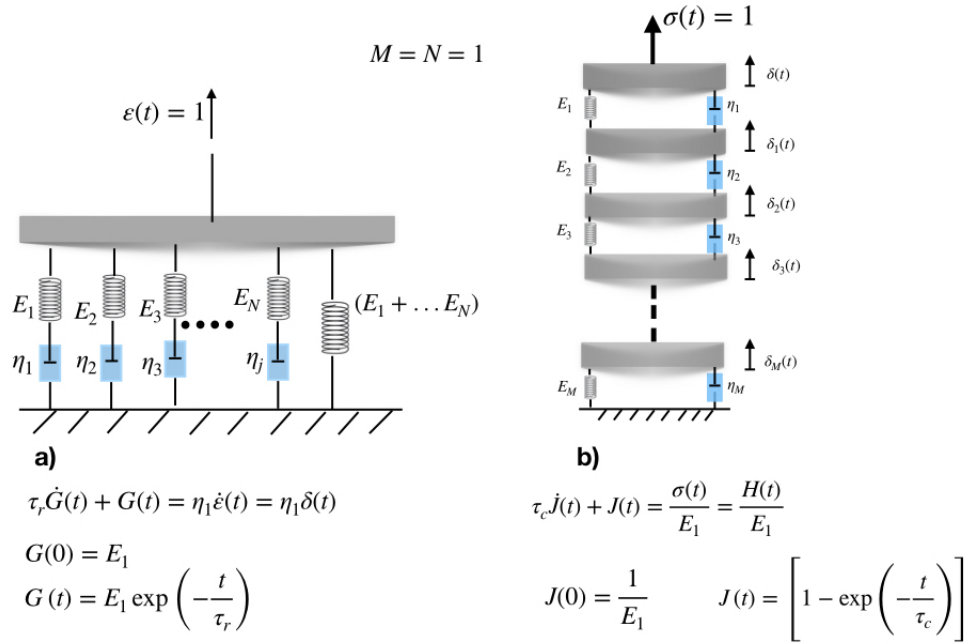 M = N = 1
ε(t) = 1
E₁
E₂
E₃
E_N
(E₁ + … E_N)
η₁
η₂
η₃
η_j
a)
τ_r Ġ(t) + G(t) = η₁ε̇(t) = η₁δ(t)
G(0) = E₁
G (t) = E₁ exp (−t/τ_r)
σ(t) = 1
δ(t)
E₁
η₁
δ₁(t)
E₂
η₂
δ₂(t)
E₃
η₃
δ₃(t)
δ_M(t)
E_M
η_M
b)
τ_c J̇(t) + J(t) = σ(t)/E₁ = H(t)/E₁
J(0) = 1/E₁
J (t) = [1 − exp (−t/τ_c)]